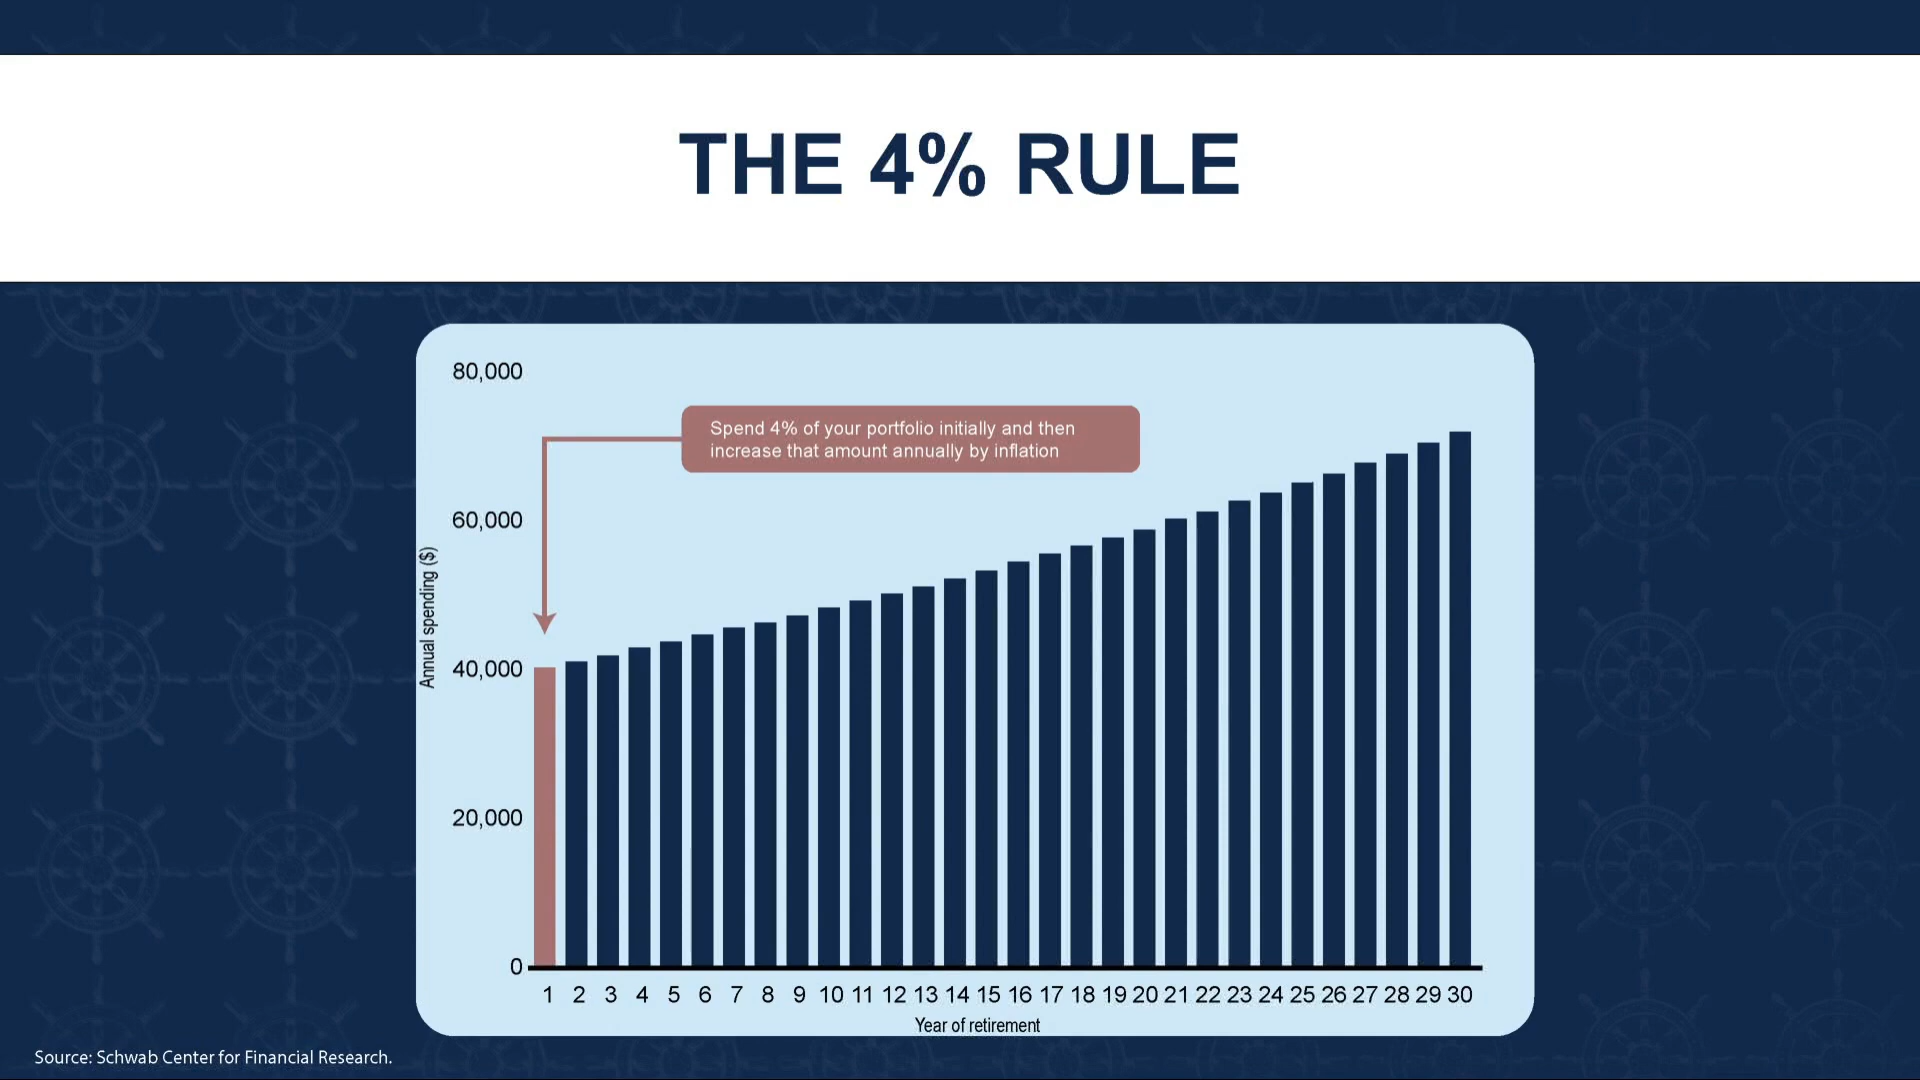 THE 4% RULE
80,000
Spend 4% of your portfolio initially and then
increase that amount annually by inflation
60,000
Annual spending ($)
40,000
20,000
0
1 2 3 4 5 6 7 8 9 10 11 12 13 14 15 16 17 18 19 20 21 22 23 24 25 26 27 28 29 30
Year of retirement
Source: Schwab Center for Financial Research.